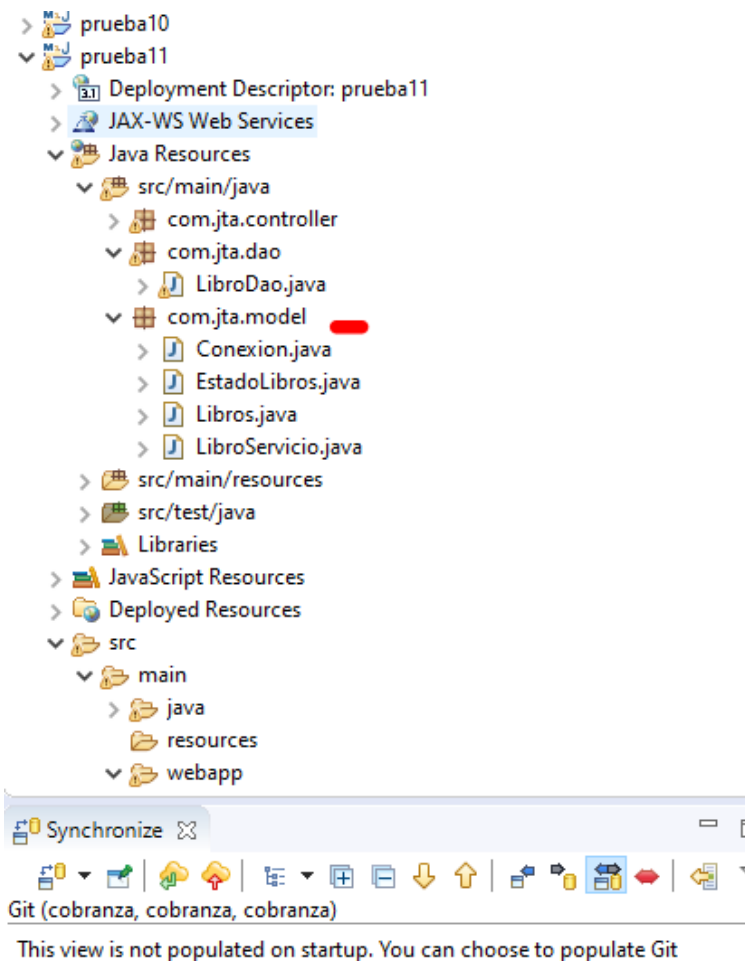 prueba10
prueba11
Deployment Descriptor: prueba11
JAX-WS Web Services
Java Resources
src/main/java
com.jta.controller
com.jta.dao
LibroDao.java
com.jta.model
Conexion.java
EstadoLibros.java
Libros.java
LibroServicio.java
src/main/resources
src/test/java
Libraries
JavaScript Resources
Deployed Resources
src
main
java
resources
webapp
Synchronize
Git (cobranza, cobranza, cobranza)
This view is not populated on startup. You can choose to populate Git